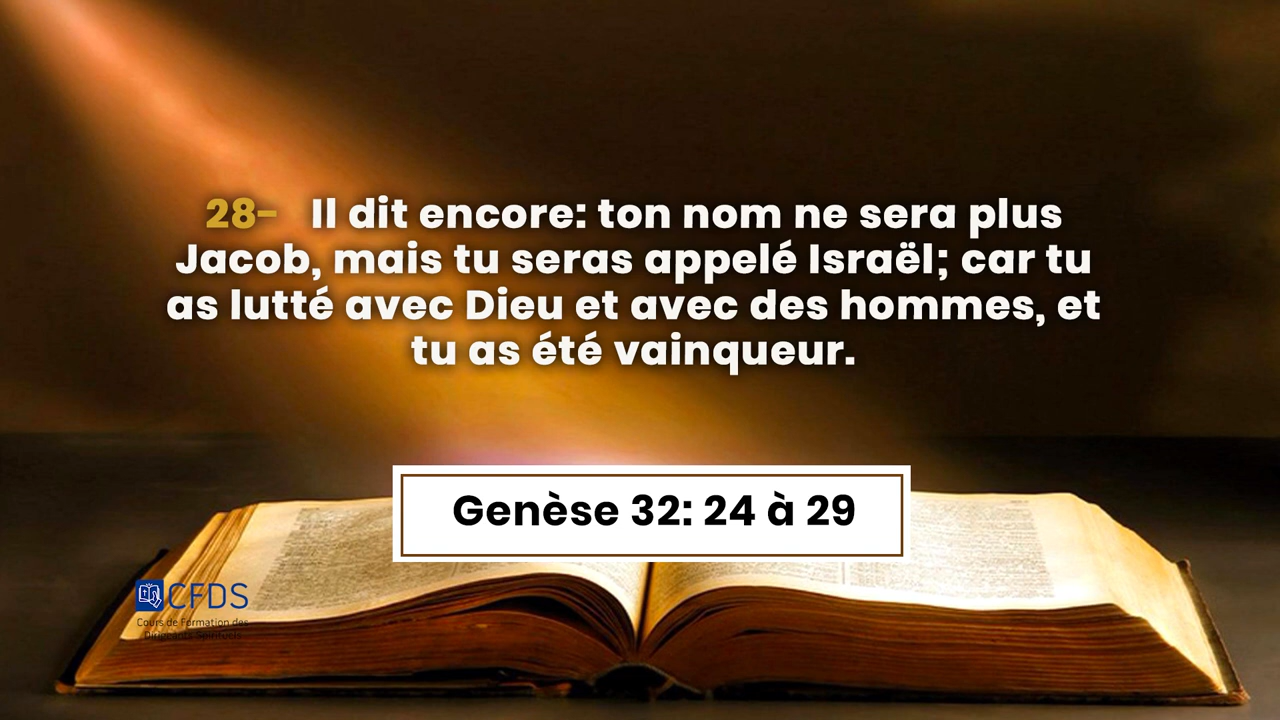 28- Il dit encore: ton nom ne sera plus
Jacob, mais tu seras appelé Israël; car tu
as lutté avec Dieu et avec des hommes, et
tu as été vainqueur.
Genèse 32: 24 à 29
CFDS
Cours de Formation des
Dirigeants Spirituels